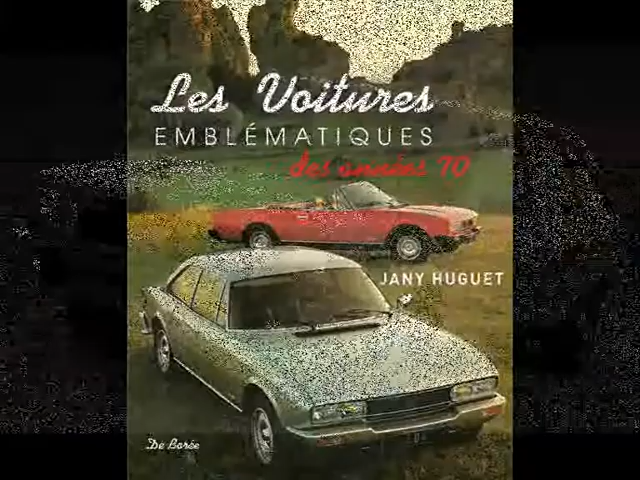 Les Voitures
EMBLÉMATIQUES
des années 70
JANY HUGUET
De Borée